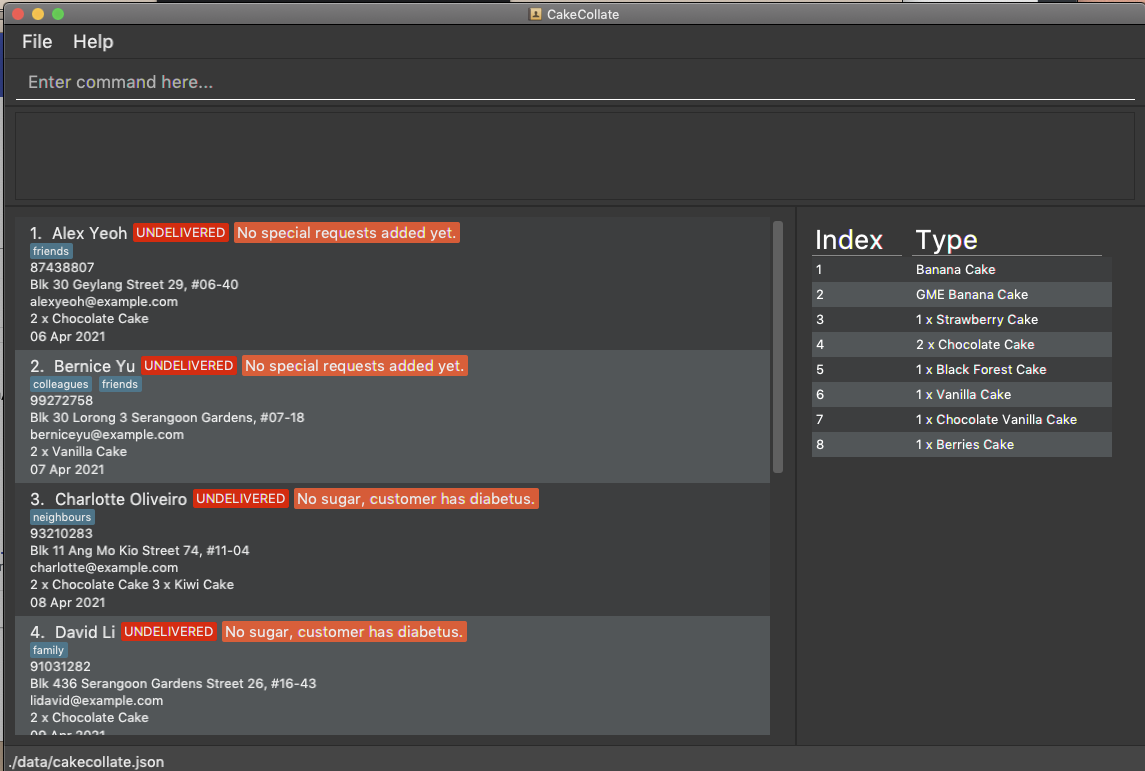 CakeCollate
File Help
Enter command here...
1. Alex Yeoh UNDELIVERED No special requests added yet.
friends
87438807
Blk 30 Geylang Street 29, #06-40
alexyeoh@example.com
2 x Chocolate Cake
06 Apr 2021
2. Bernice Yu UNDELIVERED No special requests added yet.
colleagues friends
99272758
Blk 30 Lorong 3 Serangoon Gardens, #07-18
berniceyu@example.com
2 x Vanilla Cake
07 Apr 2021
3. Charlotte Oliveiro UNDELIVERED No sugar, customer has diabetus.
neighbours
93210283
Blk 11 Ang Mo Kio Street 74, #11-04
charlotte@example.com
2 x Chocolate Cake 3 x Kiwi Cake
08 Apr 2021
4. David Li UNDELIVERED No sugar, customer has diabetus.
family
91031282
Blk 436 Serangoon Gardens Street 26, #16-43
lidavid@example.com
2 x Chocolate Cake
09 Apr 2021
Index Type
1 Banana Cake
2 GME Banana Cake
3 1 x Strawberry Cake
4 2 x Chocolate Cake
5 1 x Black Forest Cake
6 1 x Vanilla Cake
7 1 x Chocolate Vanilla Cake
8 1 x Berries Cake
./data/cakecollate.json